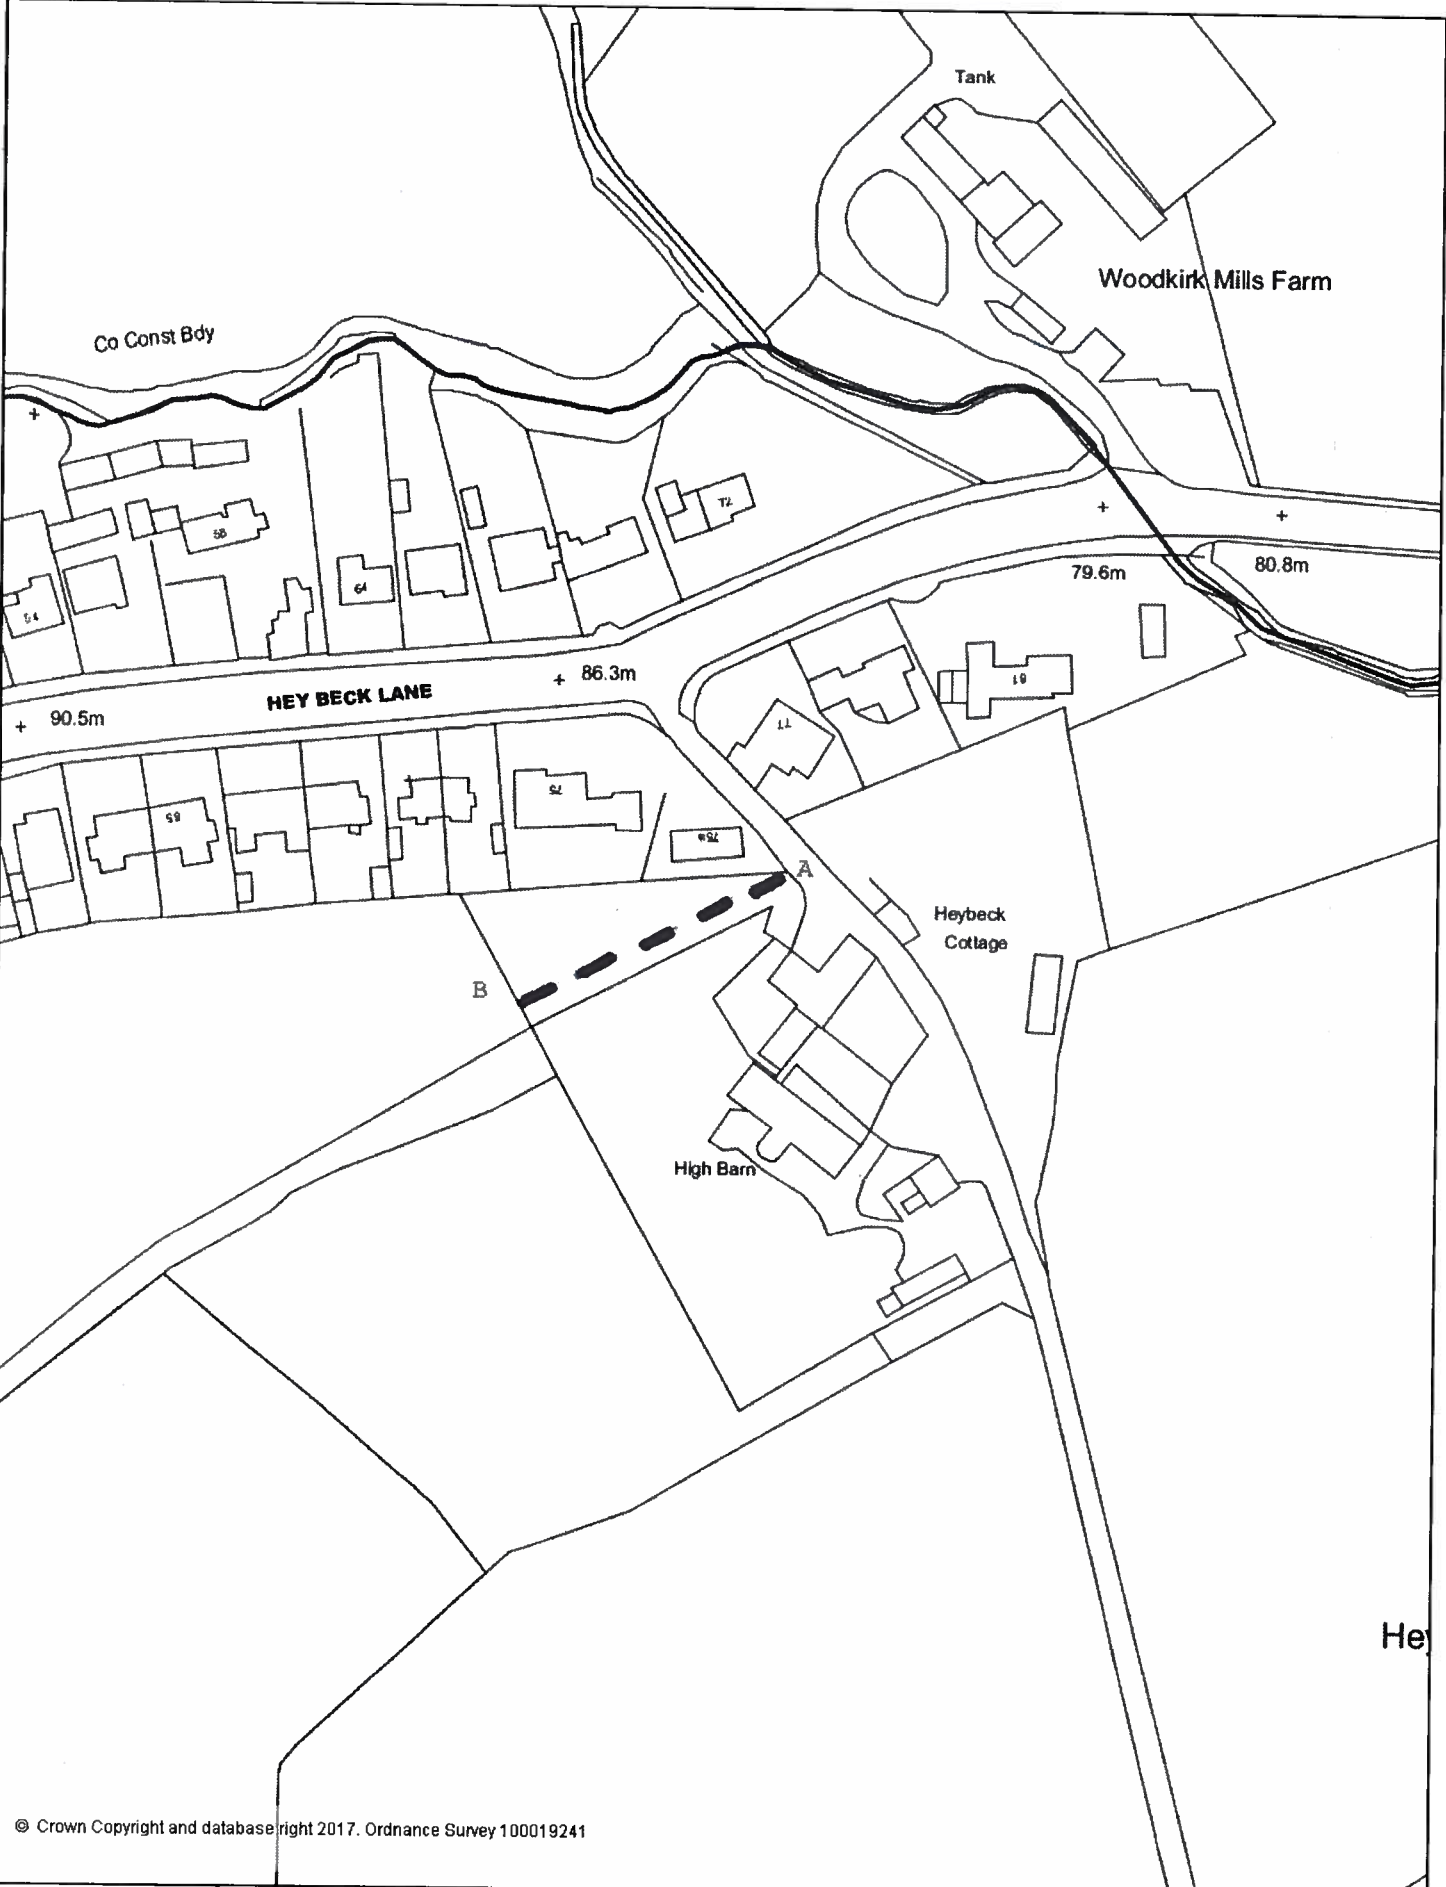 Tank
Woodkirk Mills Farm
Co Const Bdy
72
58
64
54
79.6m
80.8m
86.3m
HEY BECK LANE
90.5m
81
77
75
85
75a
A
Heybeck
Cottage
B
High Barn
Hey
© Crown Copyright and database right 2017. Ordnance Survey 100019241